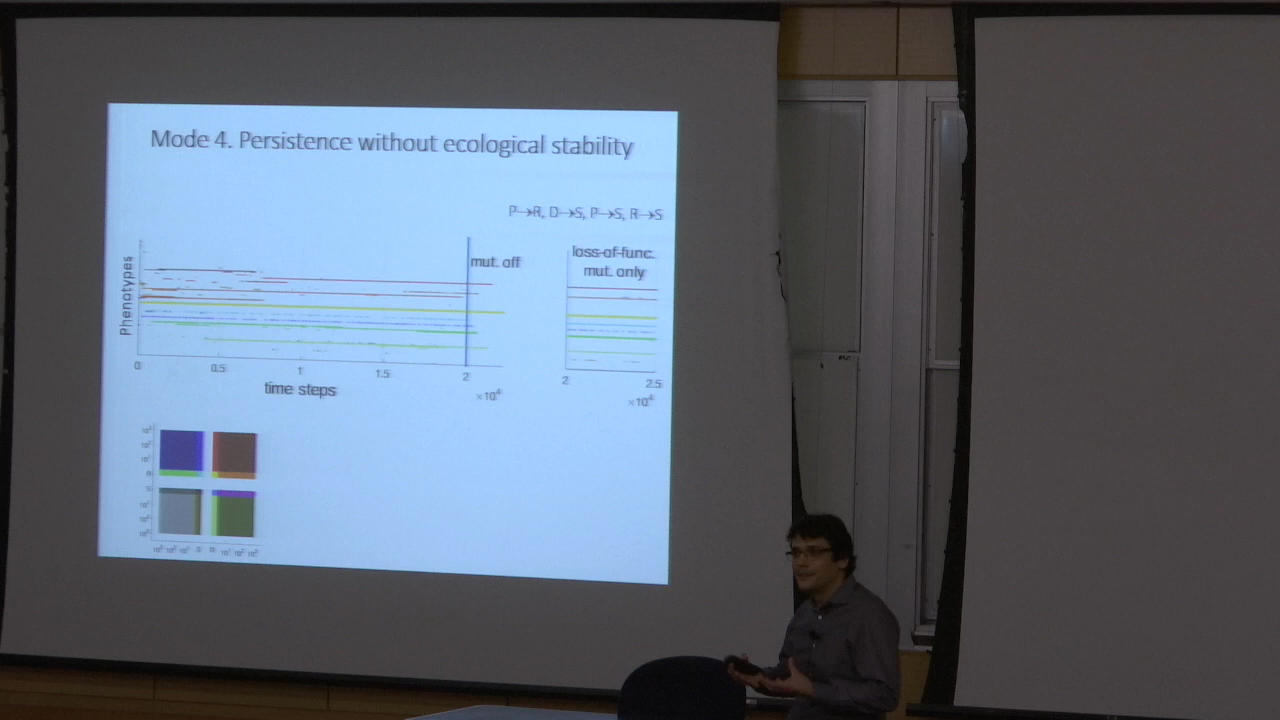 Mode 4. Persistence without ecological stability
P→R, D→S, P→S, R→S
mut. off
loss-of-func.
mut. only
Phenotypes
0 0.5 1 1.5 2
×10⁴
time steps
2 2.5
×10⁴